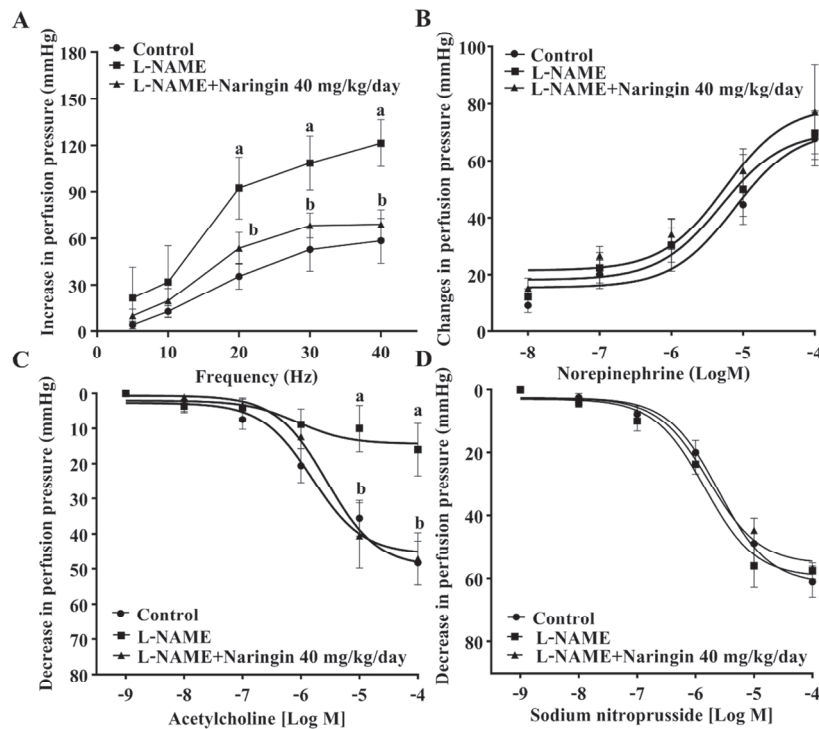 A
Increase in perfusion pressure (mmHg)
180
150
120
90
60
30
0
Control
L-NAME
L-NAME+Naringin 40 mg/kg/day
a
a
a
b
b
b
0
10
20
30
40
Frequency (Hz)
B
Changes in perfusion pressure (mmHg)
100
80
60
40
20
0
Control
L-NAME
L-NAME+Naringin 40 mg/kg/day
-8
-7
-6
-5
-4
Norepinephrine (LogM)
C
Decrease in perfusion pressure (mmHg)
0
10
20
30
40
50
60
70
80
a
a
b
b
Control
L-NAME
L-NAME+Naringin 40 mg/kg/day
-9
-8
-7
-6
-5
-4
Acetylcholine [Log M]
D
Decrease in perfusion pressure (mmHg)
0
20
40
60
80
Control
L-NAME
L-NAME+Naringin 40 mg/kg/day
-9
-8
-7
-6
-5
-4
Sodium nitroprusside [Log M]